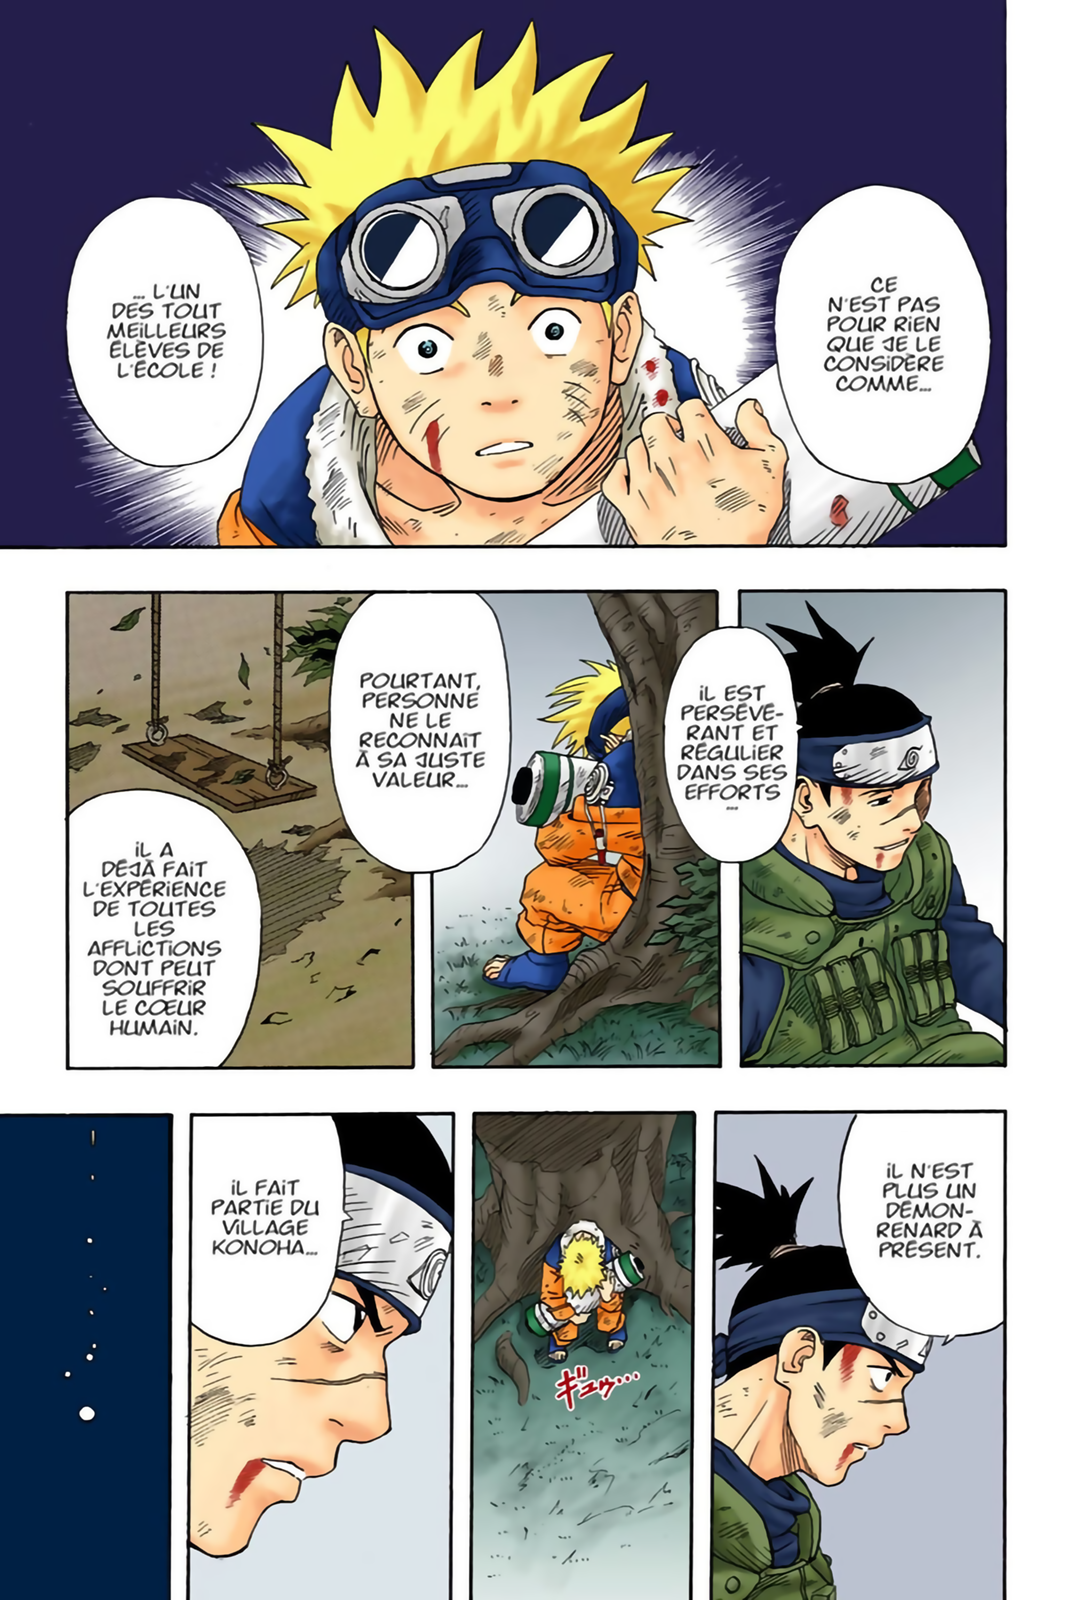 CE
N'EST PAS
POUR RIEN
QUE JE LE
CONSIDÈRE
COMME...
... L'UN
DES TOUT
MEILLEURS
ÉLÈVES DE
L'ÉCOLE !
IL EST
PERSÉVÉ-
RANT ET
RÉGULIER
DANS SES
EFFORTS
...
POURTANT,
PERSONNE
NE LE
RECONNAÎT
À SA JUSTE
VALEUR...
IL A
DÉJÀ FAIT
L'EXPÉRIENCE
DE TOUTES
LES
AFFLICTIONS
DONT PEUT
SOUFFRIR
LE CŒUR
HUMAIN.
IL N'EST
PLUS UN
DÉMON-
RENARD À
PRÉSENT.
ギュゥ...
IL FAIT
PARTIE DU
VILLAGE
KONOHA...